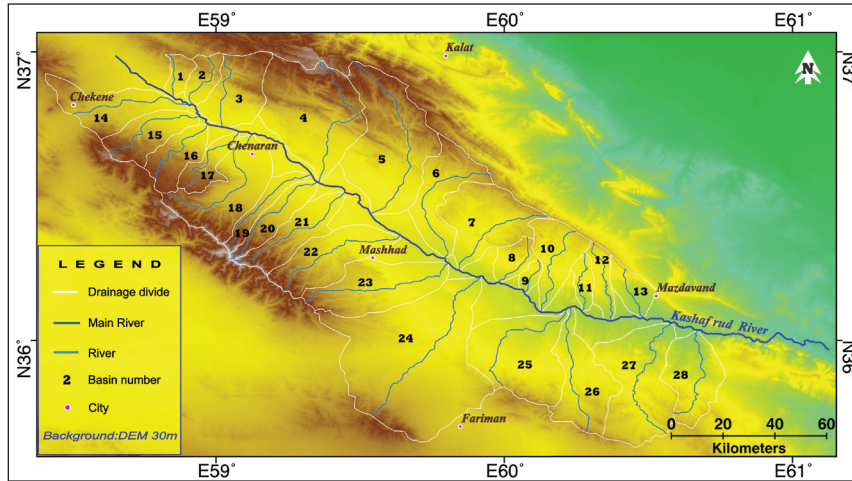 E59° E60° E61°
N37 N37
Kalat
N
1 2
Chekene
3
14
4
15
Chenaran
16
5
17
6
18
7
19 20 21
22
Mashhad
8 10
12
9
11
13
Mazdavand
23
Kashaf rud River
24
N36 N36
25
26
27
28
Fariman
LEGEND
Drainage divide
Main River
River
2 Basin number
City
Background:DEM 30m
0 20 40 60
Kilometers
E59° E60° E61°